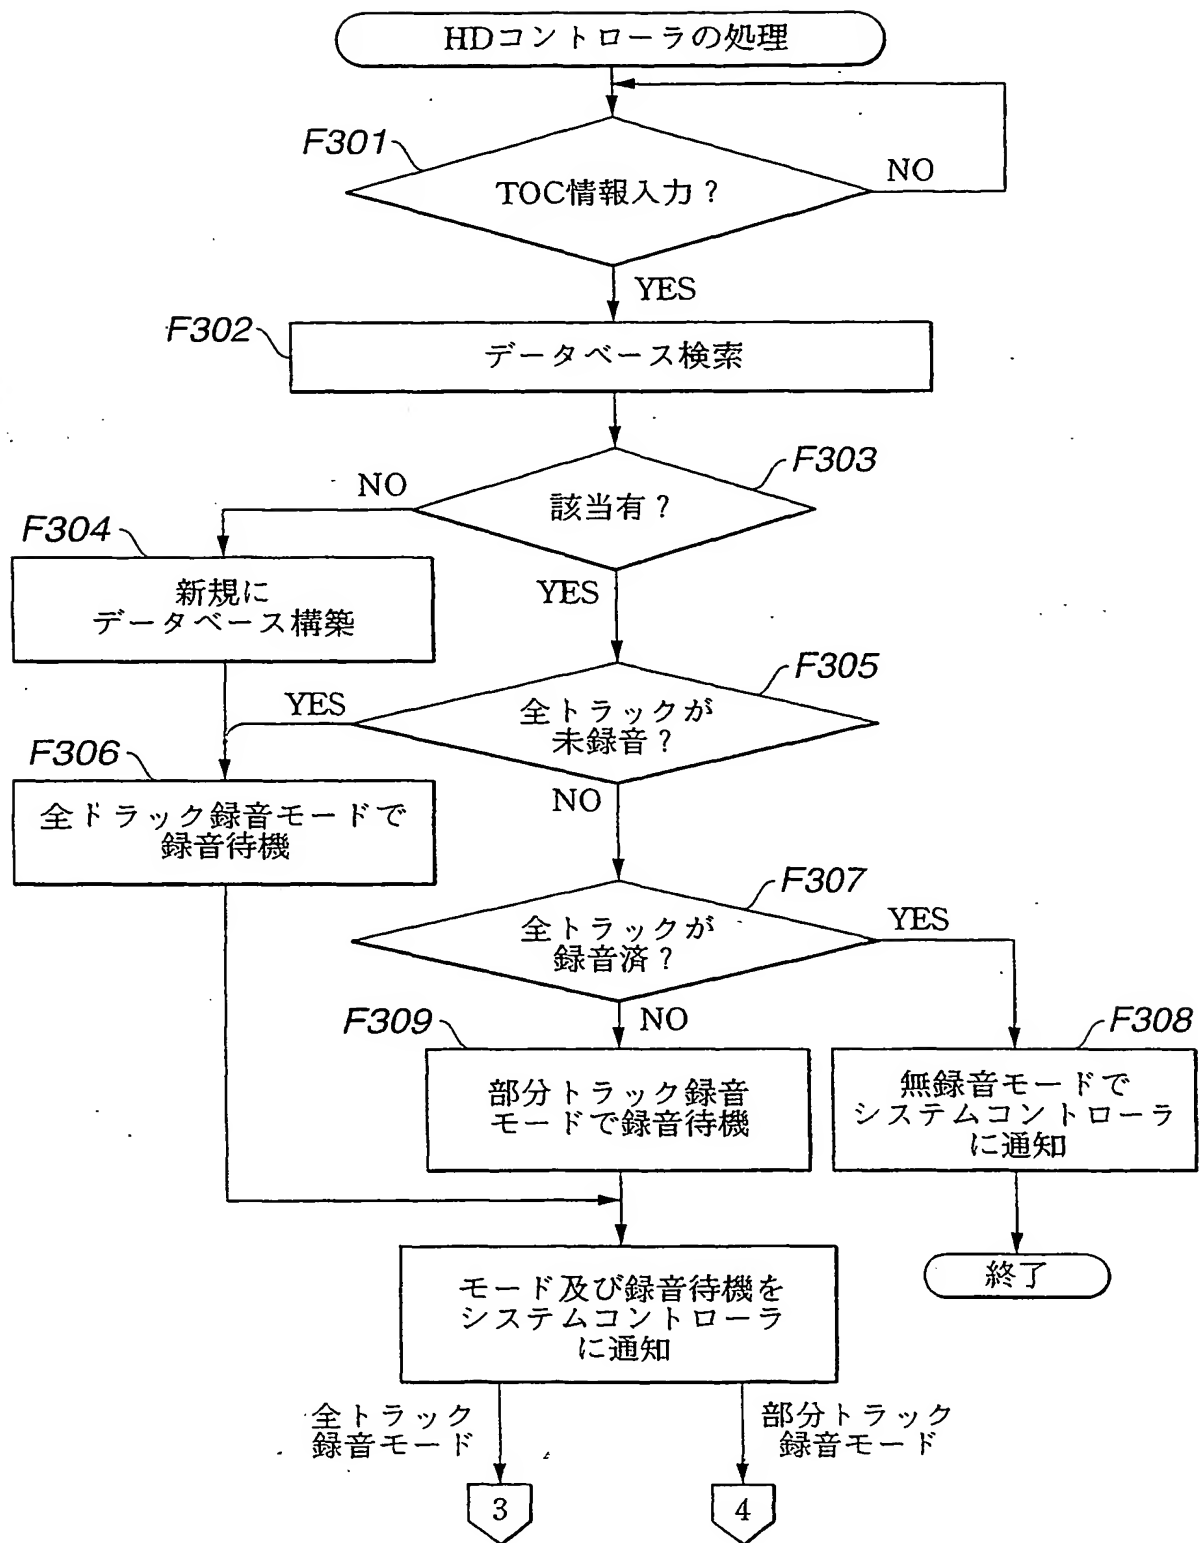 HDコントローラの処理
F301
TOC情報入力?
NO
YES
F302
データベース検索
F303
該当有?
NO
YES
F304
新規に
データベース構築
F305
全トラックが
未録音?
YES
NO
F306
全トラック録音モードで
録音待機
F307
全トラックが
録音済?
YES
NO
F309
部分トラック録音
モードで録音待機
F308
無録音モードで
システムコントローラ
に通知
終了
モード及び録音待機を
システムコントローラ
に通知
全トラック
録音モード
部分トラック
録音モード
3
4